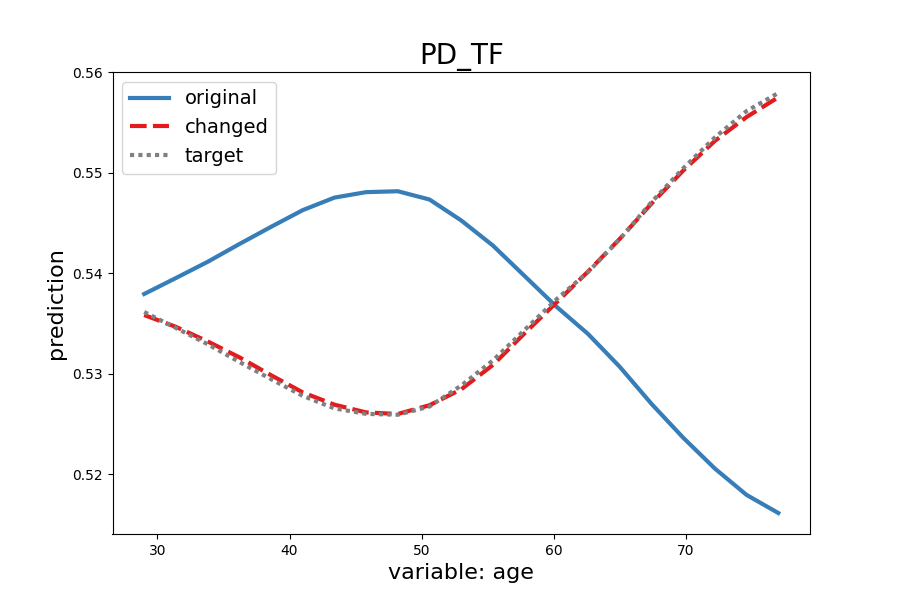 PD_TF
original
changed
target
prediction
0.56
0.55
0.54
0.53
0.52
30 40 50 60 70
variable: age